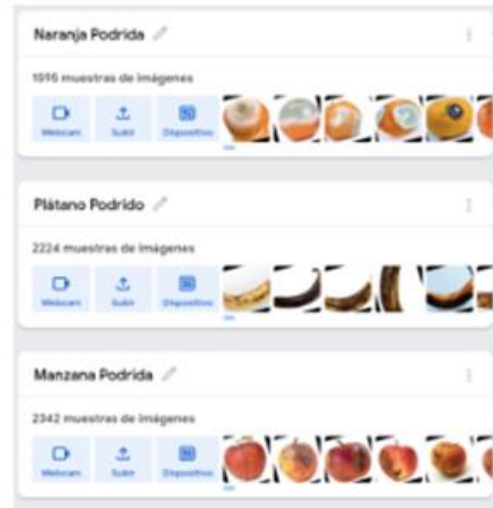 Naranja Podrida
1595 muestras de imágenes
Webcam Subir Dispositivo
Plátano Podrido
2224 muestras de imágenes
Webcam Subir Dispositivo
Manzana Podrida
2342 muestras de imágenes
Webcam Subir Dispositivo